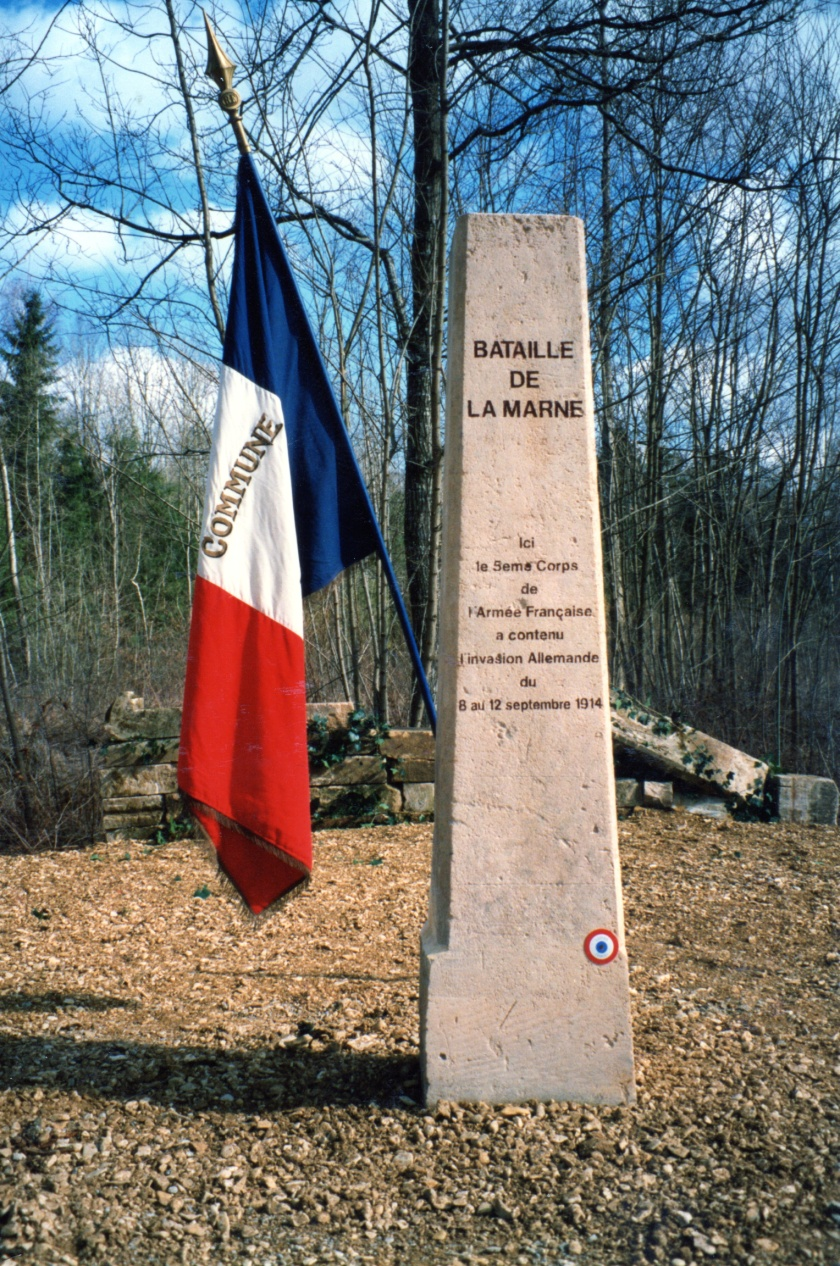 COMMUNE
BATAILLE
DE
LA MARNE
Ici
le 5eme Corps
de
l'Armée Française
a contenu
l'invasion Allemande
du
8 au 12 septembre 1914